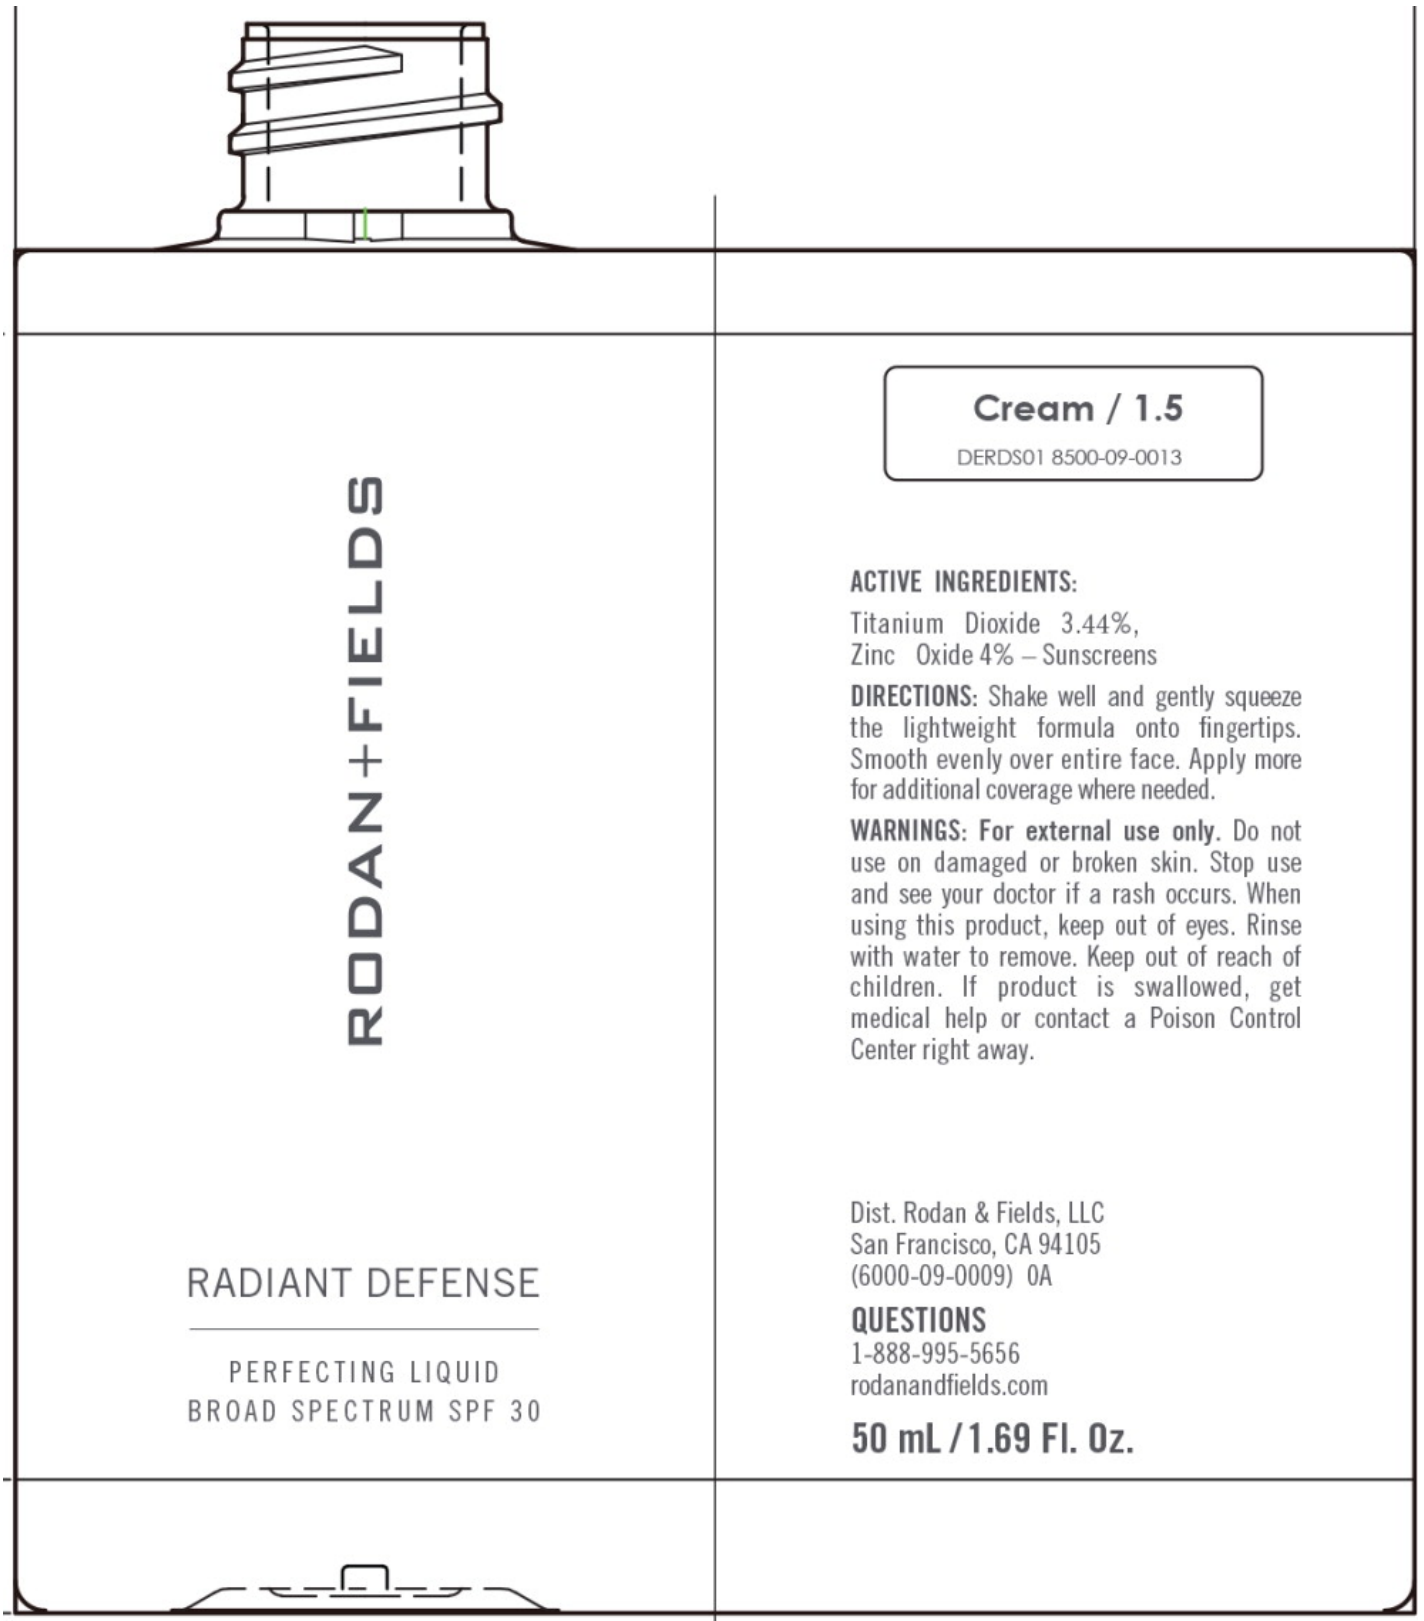 RODAN+FIELDS
RADIANT DEFENSE
PERFECTING LIQUID
BROAD SPECTRUM SPF 30
Cream / 1.5
DERDS01 8500-09-0013
ACTIVE INGREDIENTS:
Titanium Dioxide 3.44%,
Zinc Oxide 4% – Sunscreens
DIRECTIONS: Shake well and gently squeeze
the lightweight formula onto fingertips.
Smooth evenly over entire face. Apply more
for additional coverage where needed.
WARNINGS: For external use only. Do not
use on damaged or broken skin. Stop use
and see your doctor if a rash occurs. When
using this product, keep out of eyes. Rinse
with water to remove. Keep out of reach of
children. If product is swallowed, get
medical help or contact a Poison Control
Center right away.
Dist. Rodan & Fields, LLC
San Francisco, CA 94105
(6000-09-0009) 0A
QUESTIONS
1-888-995-5656
rodanandfields.com
50 mL / 1.69 Fl. Oz.